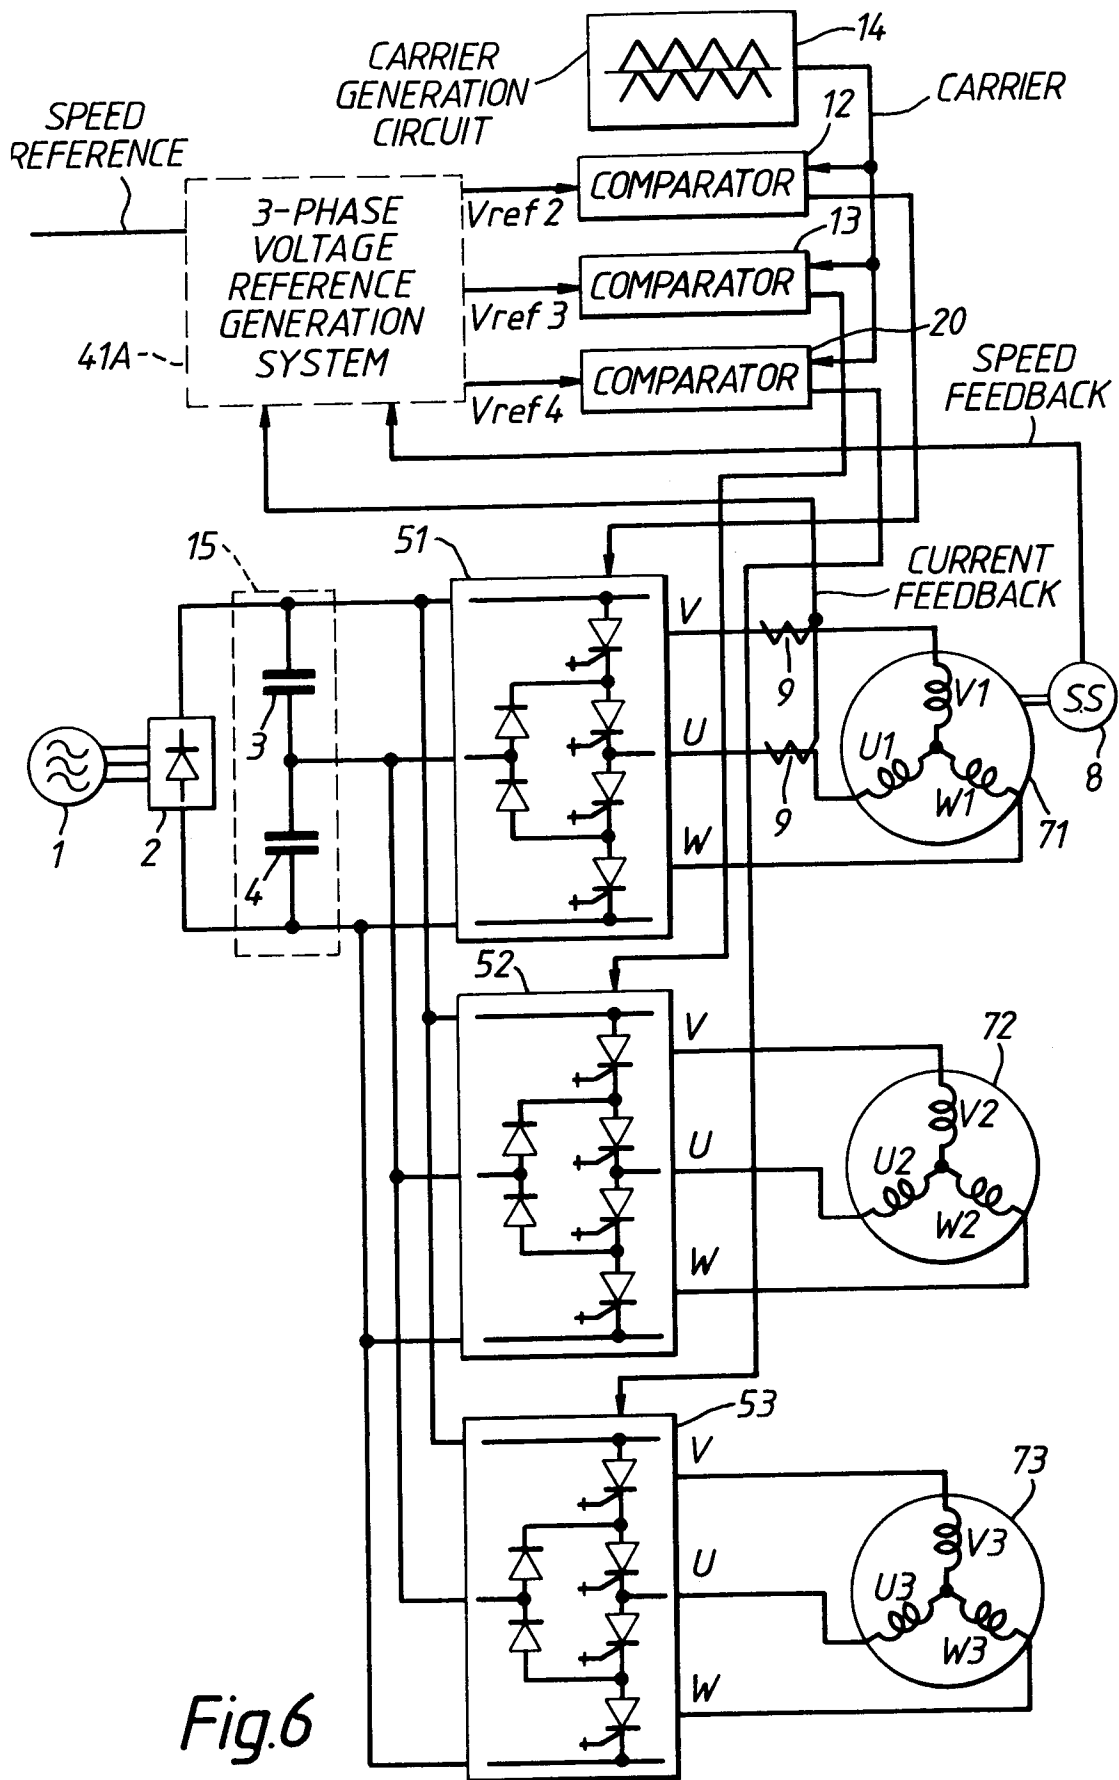 14
CARRIER
GENERATION
CIRCUIT
CARRIER
SPEED
REFERENCE
12
COMPARATOR
3-PHASE
VOLTAGE
REFERENCE
GENERATION
SYSTEM
Vref 2
13
COMPARATOR
Vref 3
20
41A
COMPARATOR
Vref 4
SPEED
FEEDBACK
51
15
CURRENT
FEEDBACK
V
9
V1
S.S
8
3
U
U1
W1
71
9
1
2
4
W
52
V
72
V2
U
U2
W2
W
53
V
73
V3
U
U3
W3
W
Fig.6